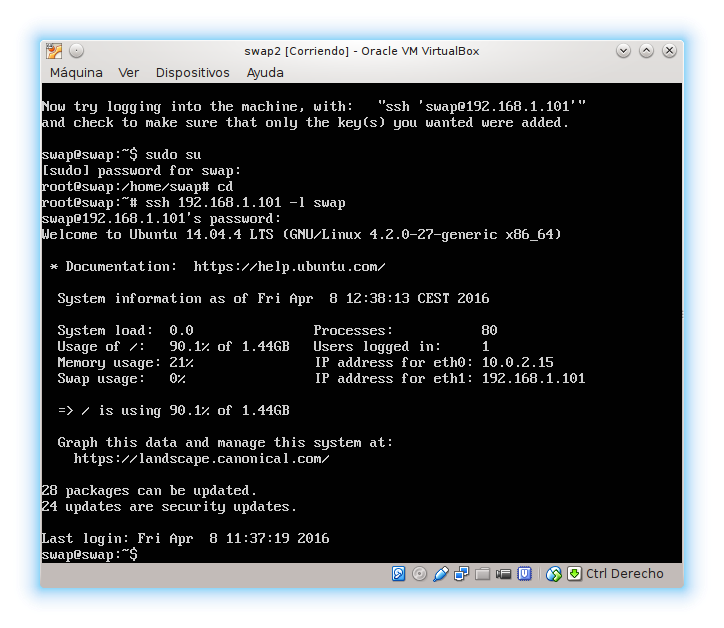 swap2 [Corriendo] - Oracle VM VirtualBox
Máquina Ver Dispositivos Ayuda
Now try logging into the machine, with:   "ssh 'swap@192.168.1.101'"
and check to make sure that only the key(s) you wanted were added.
swap@swap:~$ sudo su
[sudo] password for swap:
root@swap:/home/swap# cd
root@swap:~# ssh 192.168.1.101 -l swap
swap@192.168.1.101's password:
Welcome to Ubuntu 14.04.4 LTS (GNU/Linux 4.2.0-27-generic x86_64)
* Documentation:  https://help.ubuntu.com/
System information as of Fri Apr  8 12:38:13 CEST 2016
System load:  0.0               Processes:           80
Usage of /:   90.1% of 1.44GB   Users logged in:     1
Memory usage: 21%               IP address for eth0: 10.0.2.15
Swap usage:   0%                IP address for eth1: 192.168.1.101
=> / is using 90.1% of 1.44GB
Graph this data and manage this system at:
https://landscape.canonical.com/
28 packages can be updated.
24 updates are security updates.
Last login: Fri Apr  8 11:37:19 2016
swap@swap:~$
Ctrl Derecho